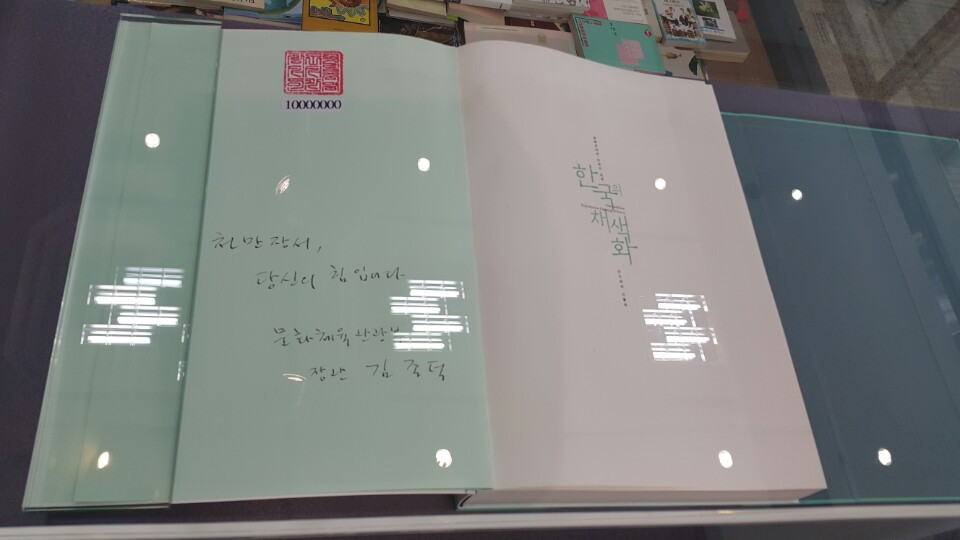 10000000
천만장서,
당신의 힘입니다
문화체육관광부
장관 김종덕
한국의
채색화